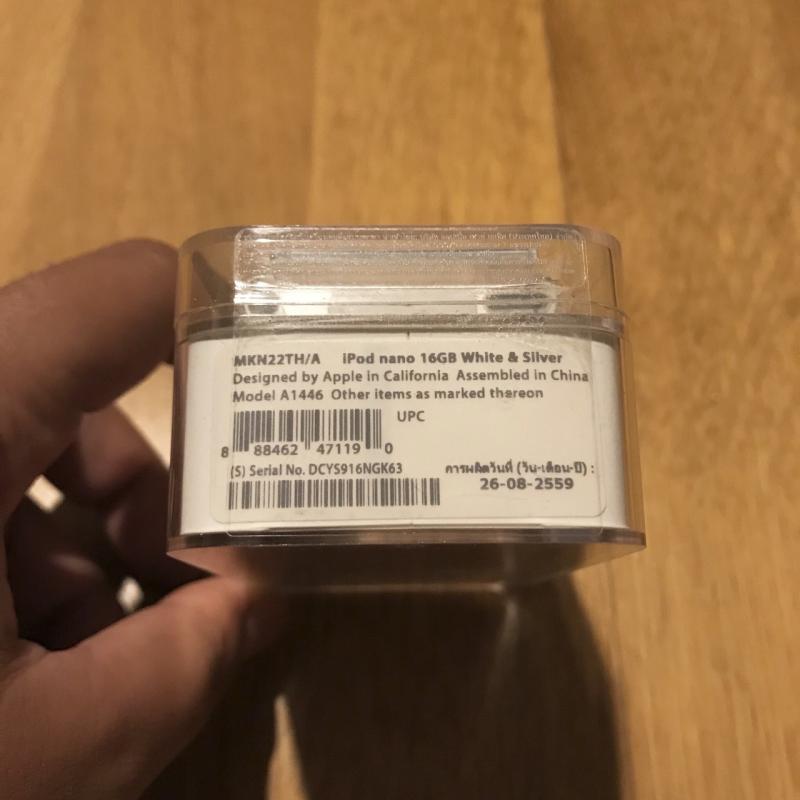 MKN22TH/A iPod nano 16GB White & Silver
Designed by Apple in California Assembled in China
Model A1446 Other items as marked thereon
UPC
8 88462 47119 0
(S) Serial No. DCYS916NGK63
การผลิตวันที่ (วัน-เดือน-ปี) :
26-08-2559